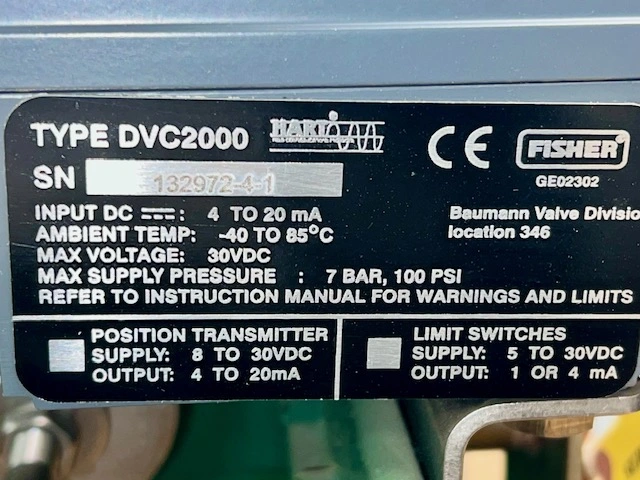 TYPE DVC2000 HART
CE FISHER
SN 132972-4-1
GE02302
INPUT DC : 4 TO 20 mA
AMBIENT TEMP: -40 TO 85°C
MAX VOLTAGE: 30VDC
MAX SUPPLY PRESSURE : 7 BAR, 100 PSI
REFER TO INSTRUCTION MANUAL FOR WARNINGS AND LIMITS
Baumann Valve Divisio
location 346
POSITION TRANSMITTER
SUPPLY: 8 TO 30VDC
OUTPUT: 4 TO 20mA
LIMIT SWITCHES
SUPPLY: 5 TO 30VDC
OUTPUT: 1 OR 4 mA